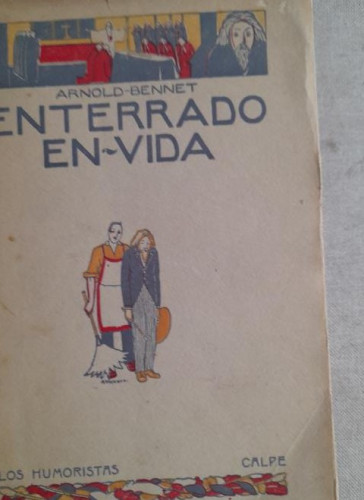 ARNOLD-BENNET
ENTERRADO
EN-VIDA
LOS HUMORISTAS
CALPE